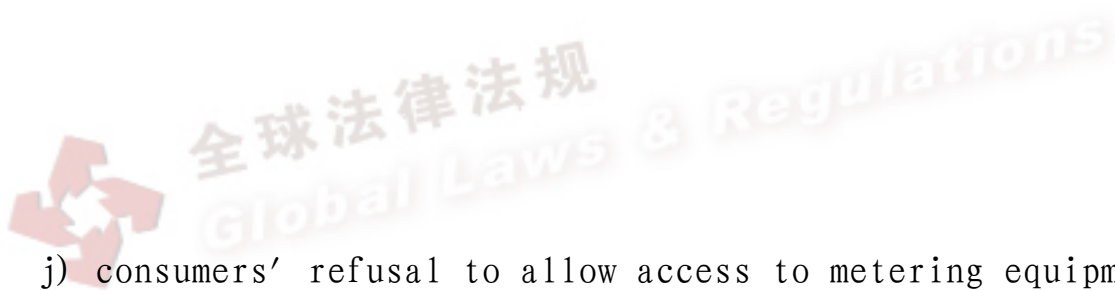 全球法律法规
Global Laws & Regulations
j) consumers' refusal to allow access to metering equipm